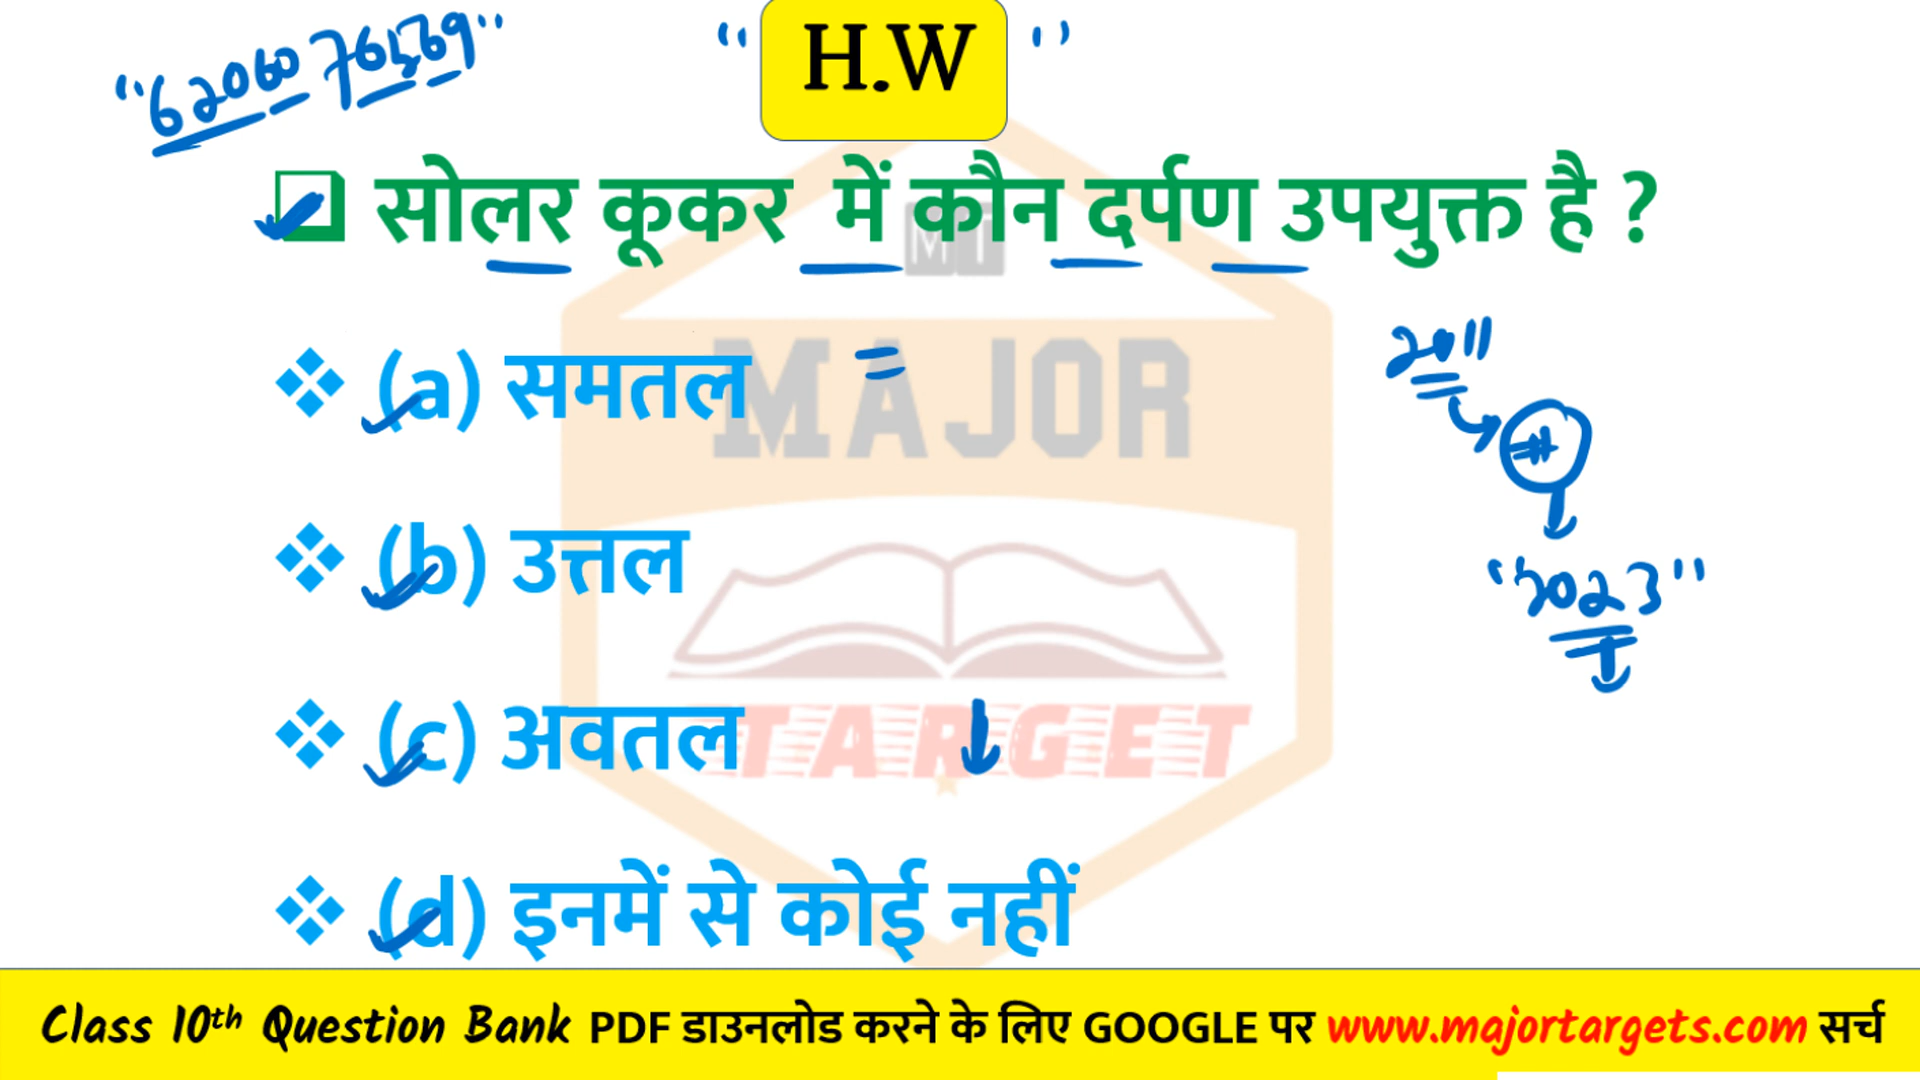 "6206076569"
" H.W "
सोलर कूकर में कौन दर्पण उपयुक्त है ?
MT
(a) समतल
MAJOR
2011
#
(b) उत्तल
"2023"
(c) अवतल
TARGET
(d) इनमें से कोई नहीं
Class 10th Question Bank PDF डाउनलोड करने के लिए GOOGLE पर www.majortargets.com सर्च